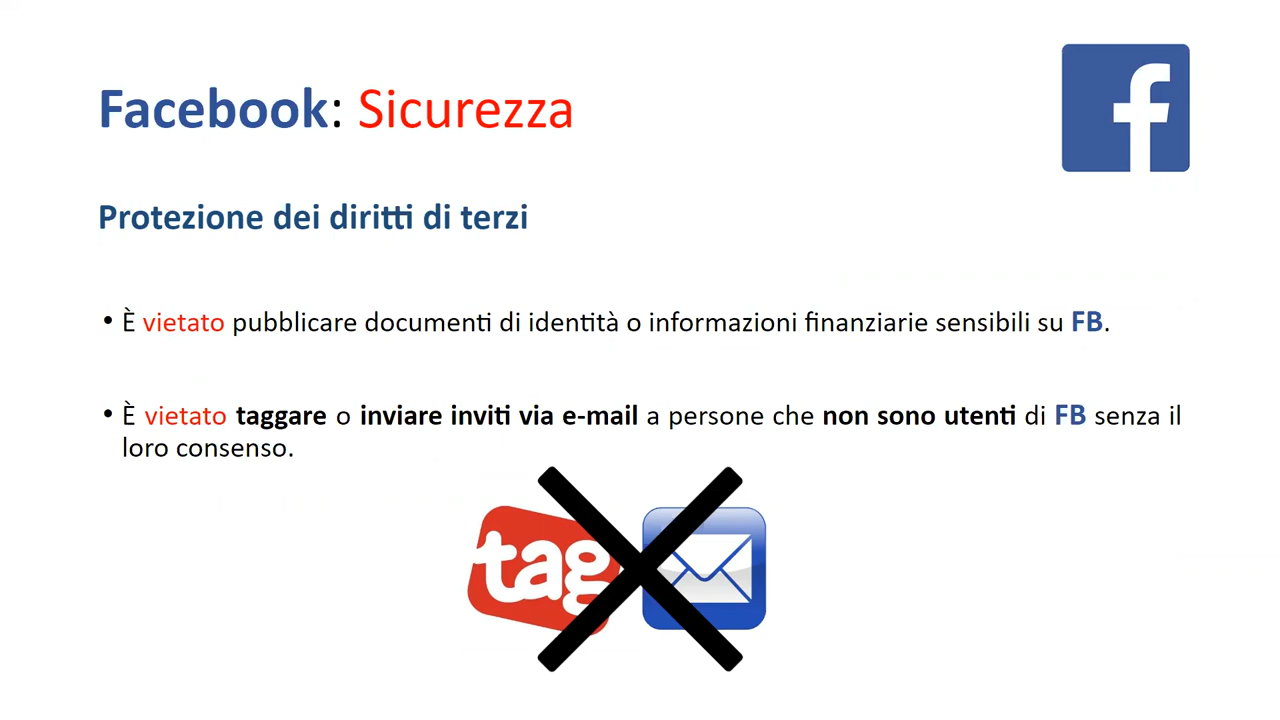 Facebook: Sicurezza
f
Protezione dei diritti di terzi
• È vietato pubblicare documenti di identità o informazioni finanziarie sensibili su FB.
• È vietato taggare o inviare inviti via e-mail a persone che non sono utenti di FB senza il
loro consenso.
tag